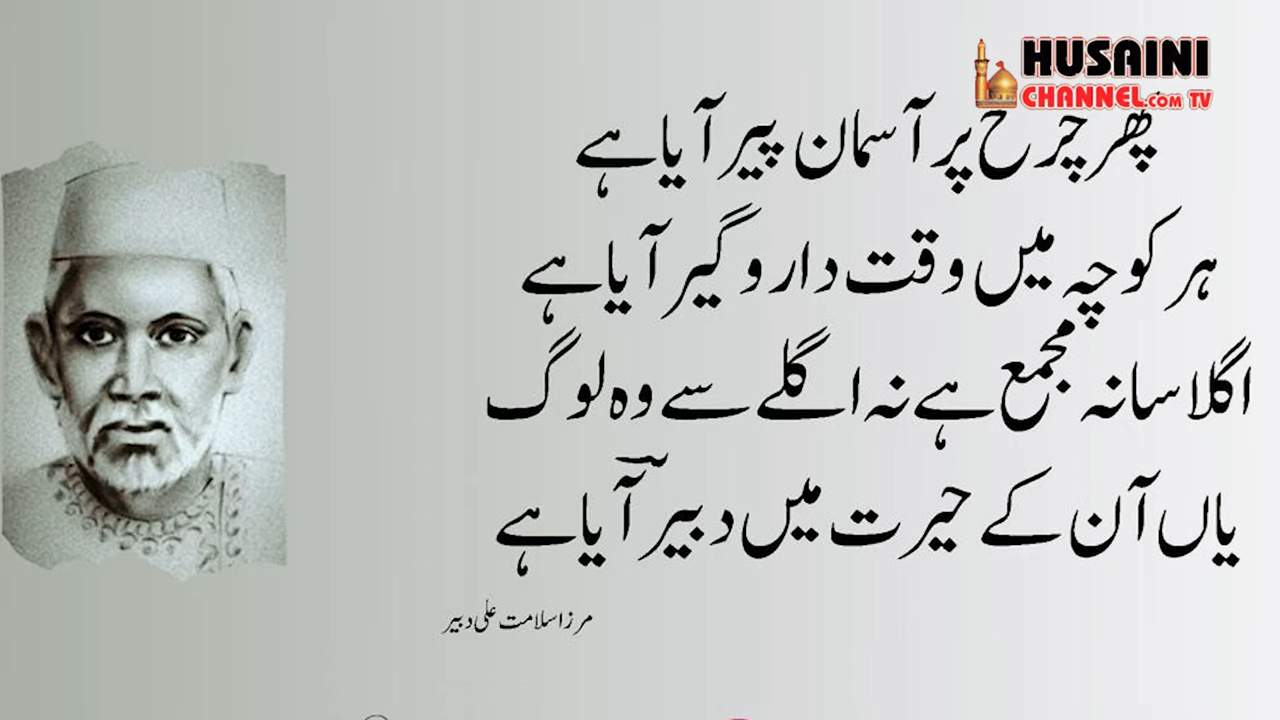 HUSAINI
CHANNEL.COM TV
پھر چرخ پر آسمان پیر آیا ہے
ہر کوچہ میں وقت دار و گیر آیا ہے
اگلا سا نہ مجمع ہے نہ اگلے سے وہ لوگ
یاں آن کے حیرت میں دبیر آیا ہے
مرزا سلامت علی دبیر